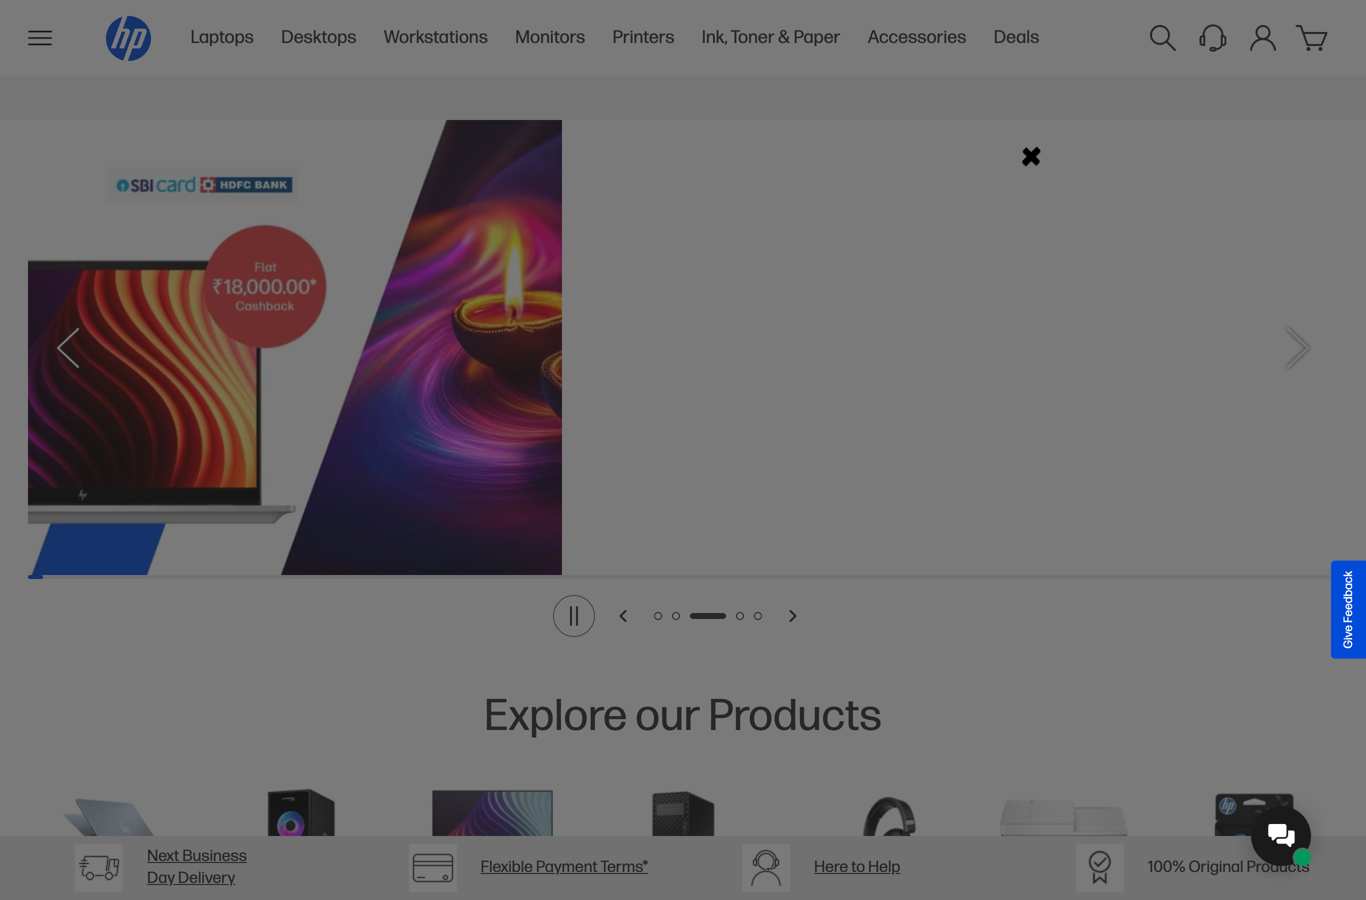 hp
Laptops
Desktops
Workstations
Monitors
Printers
Ink, Toner & Paper
Accessories
Deals
SBI card
HDFC BANK
Flat
₹18,000.00*
Cashback
hp
Give Feedback
Explore our Products
hp
Next Business
Day Delivery
Flexible Payment Terms*
Here to Help
100% Original Products